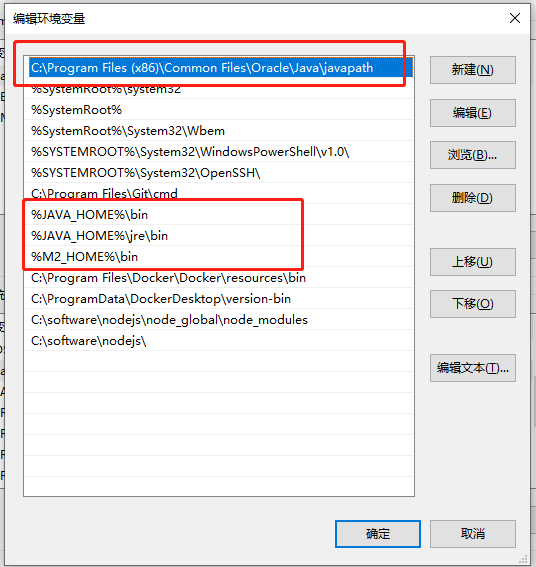 编辑环境变量
C:\Program Files (x86)\Common Files\Oracle\Java\javapath
%SystemRoot%\system32
%SystemRoot%
%SystemRoot%\System32\Wbem
%SYSTEMROOT%\System32\WindowsPowerShell\v1.0\
%SYSTEMROOT%\System32\OpenSSH\
C:\Program Files\Git\cmd
%JAVA_HOME%\bin
%JAVA_HOME%\jre\bin
%M2_HOME%\bin
C:\Program Files\Docker\Docker\resources\bin
C:\ProgramData\DockerDesktop\version-bin
C:\software\nodejs\node_global\node_modules
C:\software\nodejs\
新建(N)
编辑(E)
浏览(B)...
删除(D)
上移(U)
下移(O)
编辑文本(T)...
确定
取消